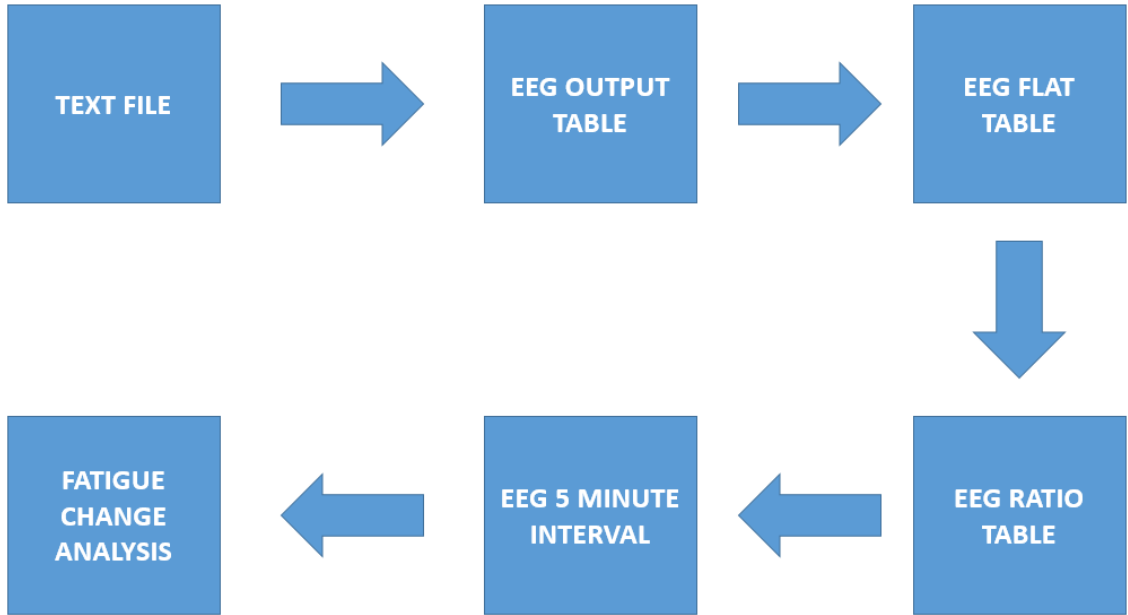 TEXT FILE
EEG OUTPUT
TABLE
EEG FLAT
TABLE
EEG RATIO
TABLE
EEG 5 MINUTE
INTERVAL
FATIGUE
CHANGE
ANALYSIS